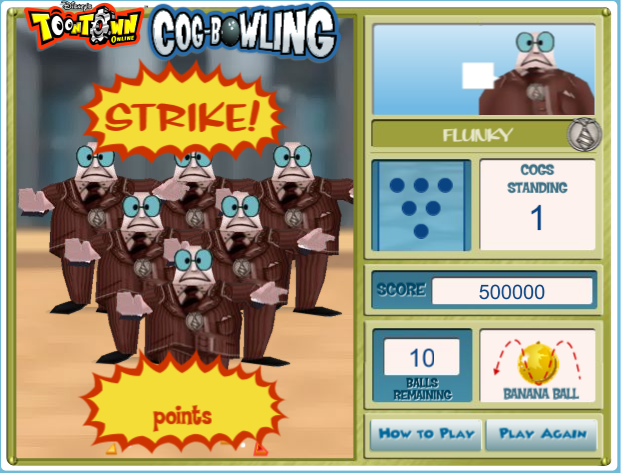 Disney's
TOONTOWN
ONLINE
COG-BOWLING
STRIKE!
points
FLUNKY
COGS
STANDING
1
SCORE 500000
10
BALLS
REMAINING
BANANA BALL
HOW TO PLAY
PLAY AGAIN